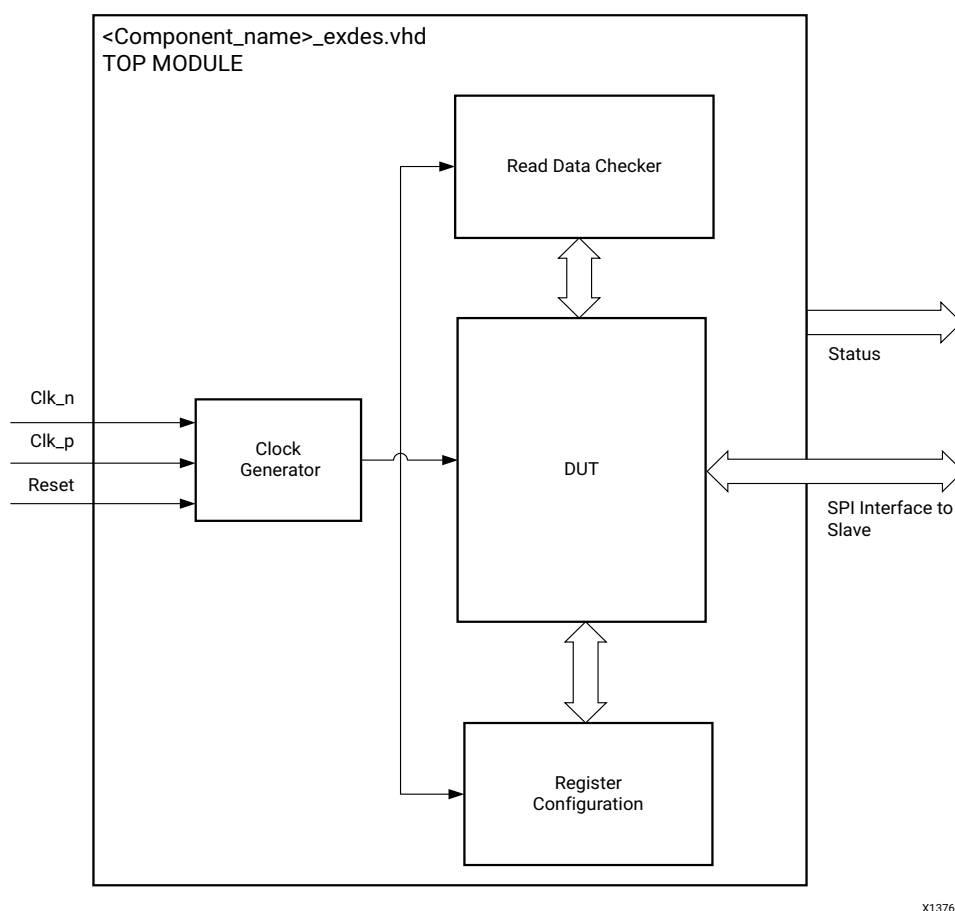 <Component_name>_exdes.vhd
TOP MODULE
Read Data Checker
Status
Clk_n
Clk_p
Reset
Clock
Generator
DUT
SPI Interface to
Slave
Register
Configuration
X1376